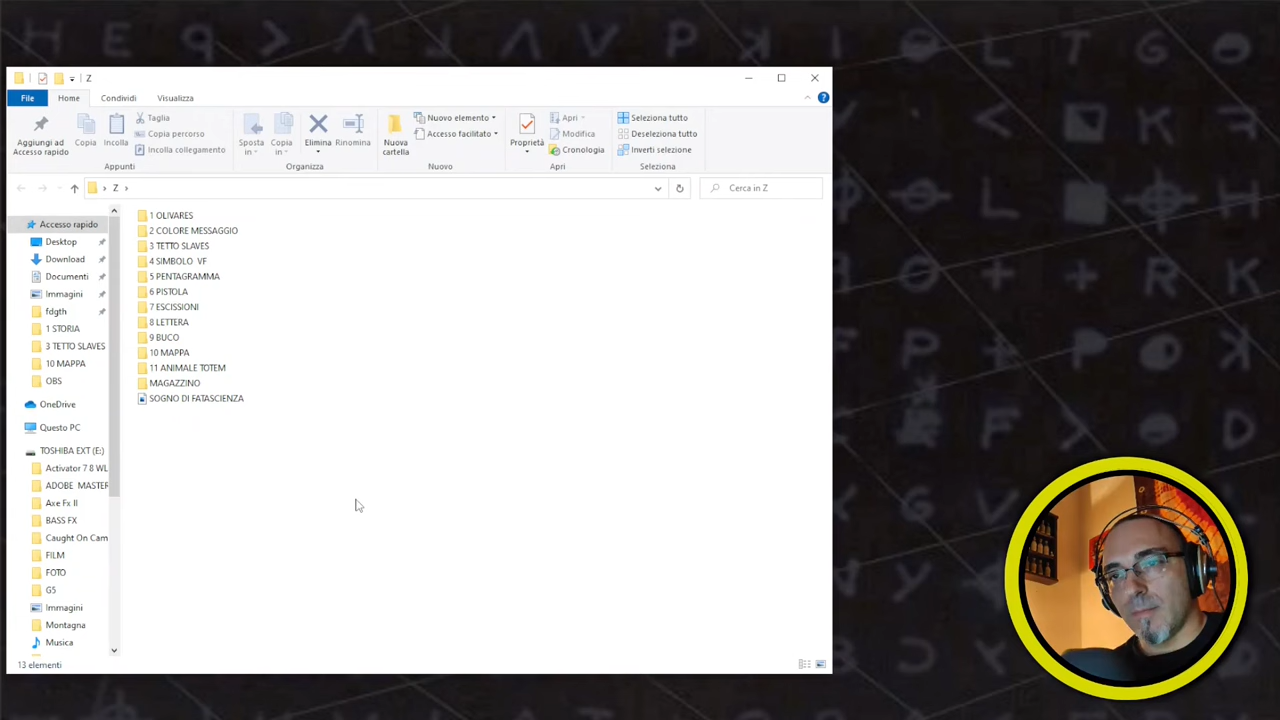 Z
File Home Condividi Visualizza
Aggiungi ad Accesso rapido
Copia
Incolla
Taglia
Copia percorso
Incolla collegamento
Appunti
Sposta in
Copia in
Elimina
Rinomina
Organizza
Nuova cartella
Nuovo elemento
Accesso facilitato
Nuovo
Proprietà
Apri
Modifica
Cronologia
Apri
Seleziona tutto
Deseleziona tutto
Inverti selezione
Seleziona
Z
Cerca in Z
Accesso rapido
Desktop
Download
Documenti
Immagini
fdgth
1 STORIA
3 TETTO SLAVES
10 MAPPA
OBS
OneDrive
Questo PC
TOSHIBA EXT (E:)
Activator 7 8 WL
ADOBE MASTER
Axe Fx II
BASS FX
Caught On Cam
FILM
FOTO
G5
Immagini
Montagna
Musica
1 OLIVARES
2 COLORE MESSAGGIO
3 TETTO SLAVES
4 SIMBOLO VF
5 PENTAGRAMMA
6 PISTOLA
7 ESCISSIONI
8 LETTERA
9 BUCO
10 MAPPA
11 ANIMALE TOTEM
MAGAZZINO
SOGNO DI FATASCIENZA
13 elementi